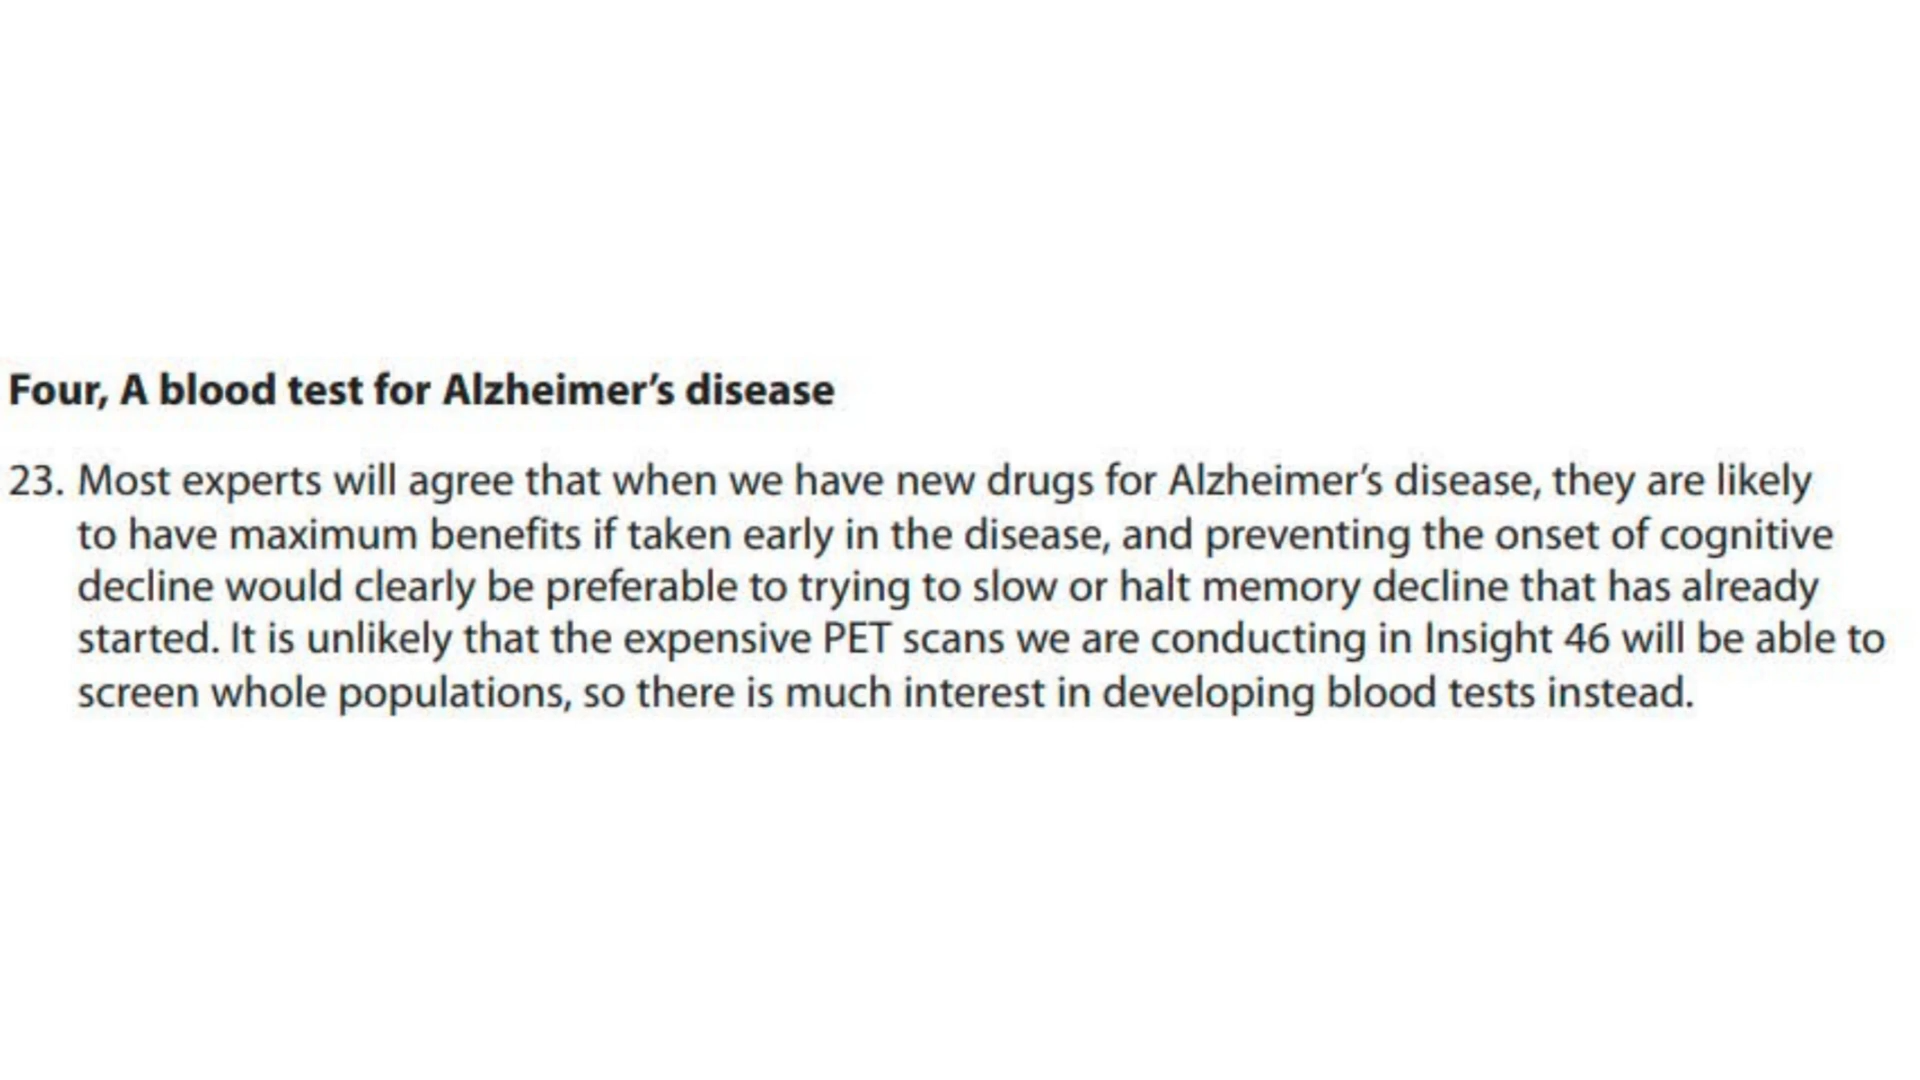 Four, A blood test for Alzheimer’s disease
23. Most experts will agree that when we have new drugs for Alzheimer’s disease, they are likely
to have maximum benefits if taken early in the disease, and preventing the onset of cognitive
decline would clearly be preferable to trying to slow or halt memory decline that has already
started. It is unlikely that the expensive PET scans we are conducting in Insight 46 will be able to
screen whole populations, so there is much interest in developing blood tests instead.